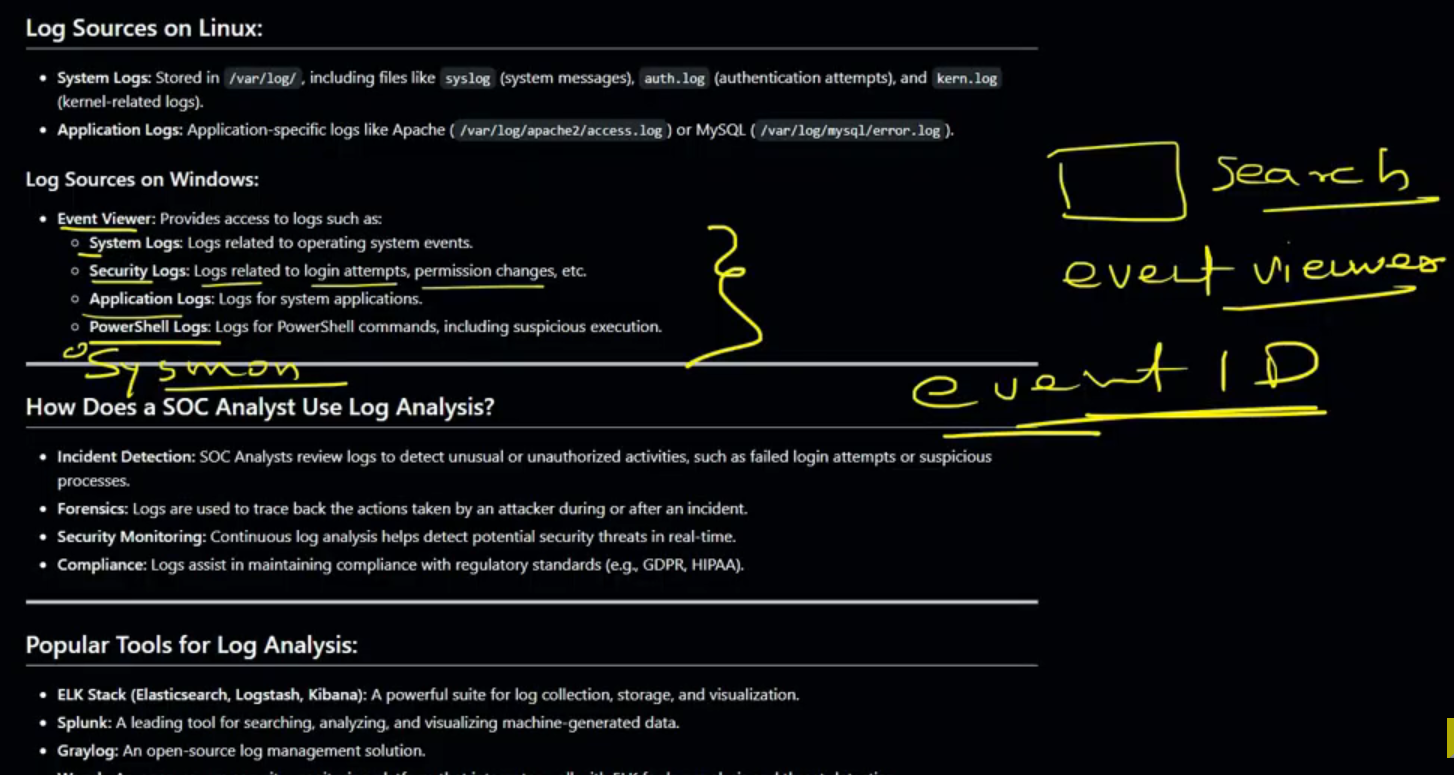 Log Sources on Linux:
• System Logs: Stored in /var/log/ , including files like syslog (system messages), auth.log (authentication attempts), and kern.log
(kernel-related logs).
• Application Logs: Application-specific logs like Apache ( /var/log/apache2/access.log ) or MySQL ( /var/log/mysql/error.log ).
Log Sources on Windows:
• Event Viewer: Provides access to logs such as:
◦ System Logs: Logs related to operating system events.
◦ Security Logs: Logs related to login attempts, permission changes, etc.
◦ Application Logs: Logs for system applications.
◦ PowerShell Logs: Logs for PowerShell commands, including suspicious execution.
◦ Sysmon
search
event viewer
event ID
How Does a SOC Analyst Use Log Analysis?
• Incident Detection: SOC Analysts review logs to detect unusual or unauthorized activities, such as failed login attempts or suspicious
processes.
• Forensics: Logs are used to trace back the actions taken by an attacker during or after an incident.
• Security Monitoring: Continuous log analysis helps detect potential security threats in real-time.
• Compliance: Logs assist in maintaining compliance with regulatory standards (e.g., GDPR, HIPAA).
Popular Tools for Log Analysis:
• ELK Stack (Elasticsearch, Logstash, Kibana): A powerful suite for log collection, storage, and visualization.
• Splunk: A leading tool for searching, analyzing, and visualizing machine-generated data.
• Graylog: An open-source log management solution.